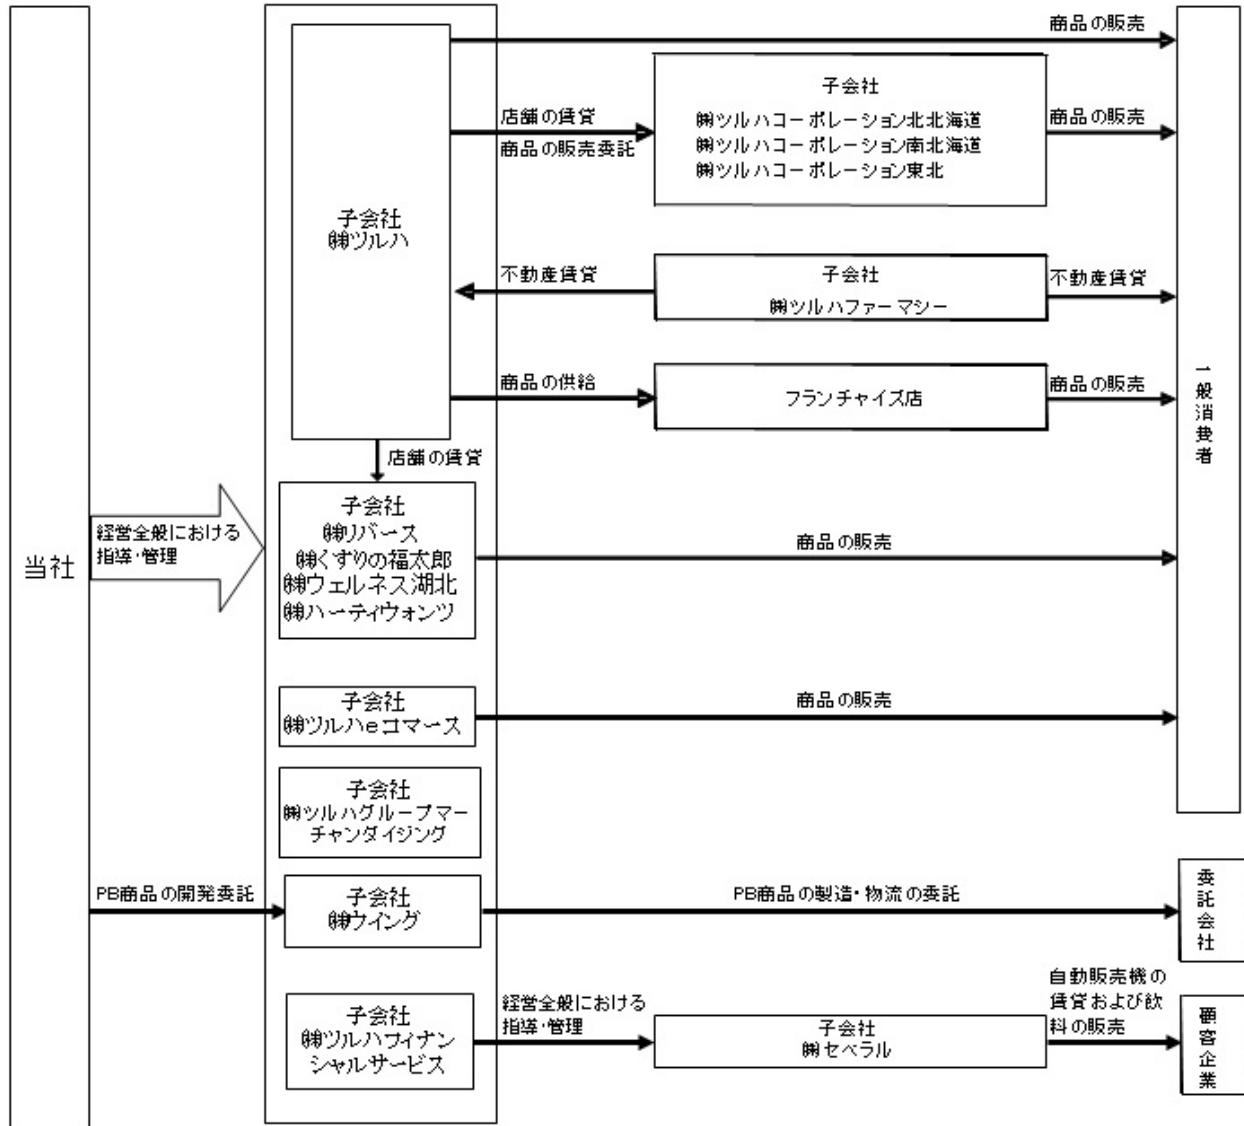 商品の販売
子会社
㈱ツルハコーポレーション北北海道
㈱ツルハコーポレーション南北海道
㈱ツルハコーポレーション東北
店舗の賃貸
商品の販売委託
商品の販売
子会社
㈱ツルハ
不動産賃貸
子会社
㈱ツルハファーマシー
不動産賃貸
商品の供給
フランチャイズ店
商品の販売
一般消費者
店舗の賃貸
当社
経営全般における
指導・管理
子会社
㈱リバース
㈱くすりの福太郎
㈱ウェルネス湖北
㈱ハーティウォンツ
商品の販売
子会社
㈱ツルハeコマース
商品の販売
子会社
㈱ツルハグループマー
チャンダイジング
PB商品の開発委託
子会社
㈱ウイング
PB商品の製造・物流の委託
委託会社
子会社
㈱ツルハフィナン
シャルサービス
経営全般における
指導・管理
子会社
㈱セベラル
自動販売機の
賃貸および飲
料の販売
顧客企業